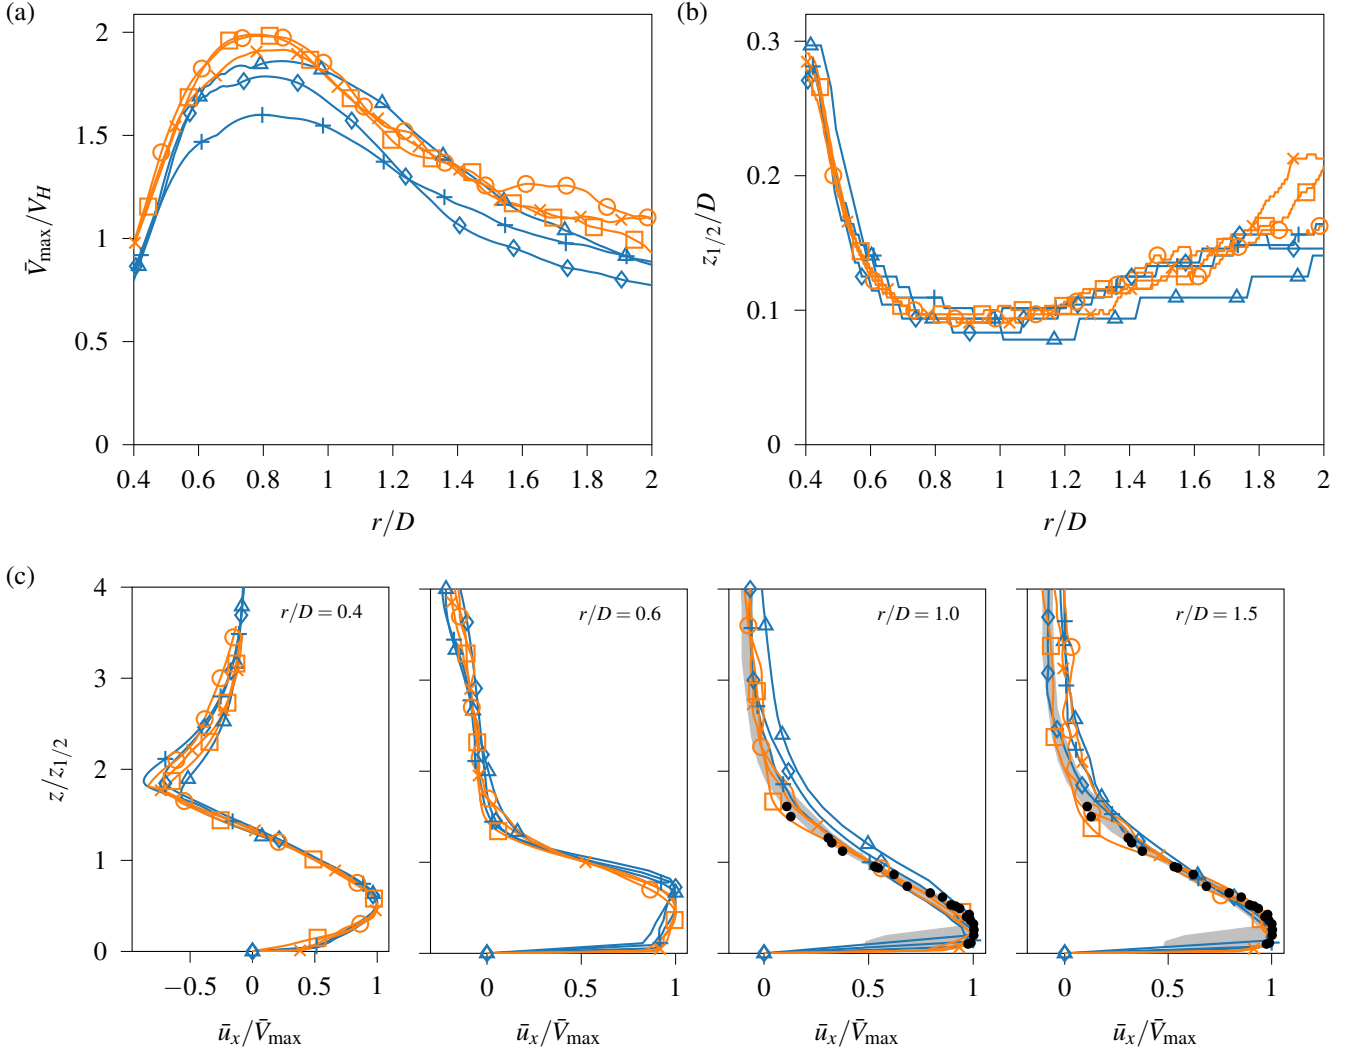 (a)
2
1.5
1
0.5
0
V̄max/VH
0.4 0.6 0.8 1 1.2 1.4 1.6 1.8 2
r/D
(b)
0.3
0.2
0.1
0
z1/2/D
0.4 0.6 0.8 1 1.2 1.4 1.6 1.8 2
r/D
(c)
4
3
2
1
0
z/z1/2
r/D = 0.4
−0.5 0 0.5 1
ūx/V̄max
r/D = 0.6
0 1
ūx/V̄max
r/D = 1.0
0 0.5 1
ūx/V̄max
r/D = 1.5
0 0.5 1
ūx/V̄max